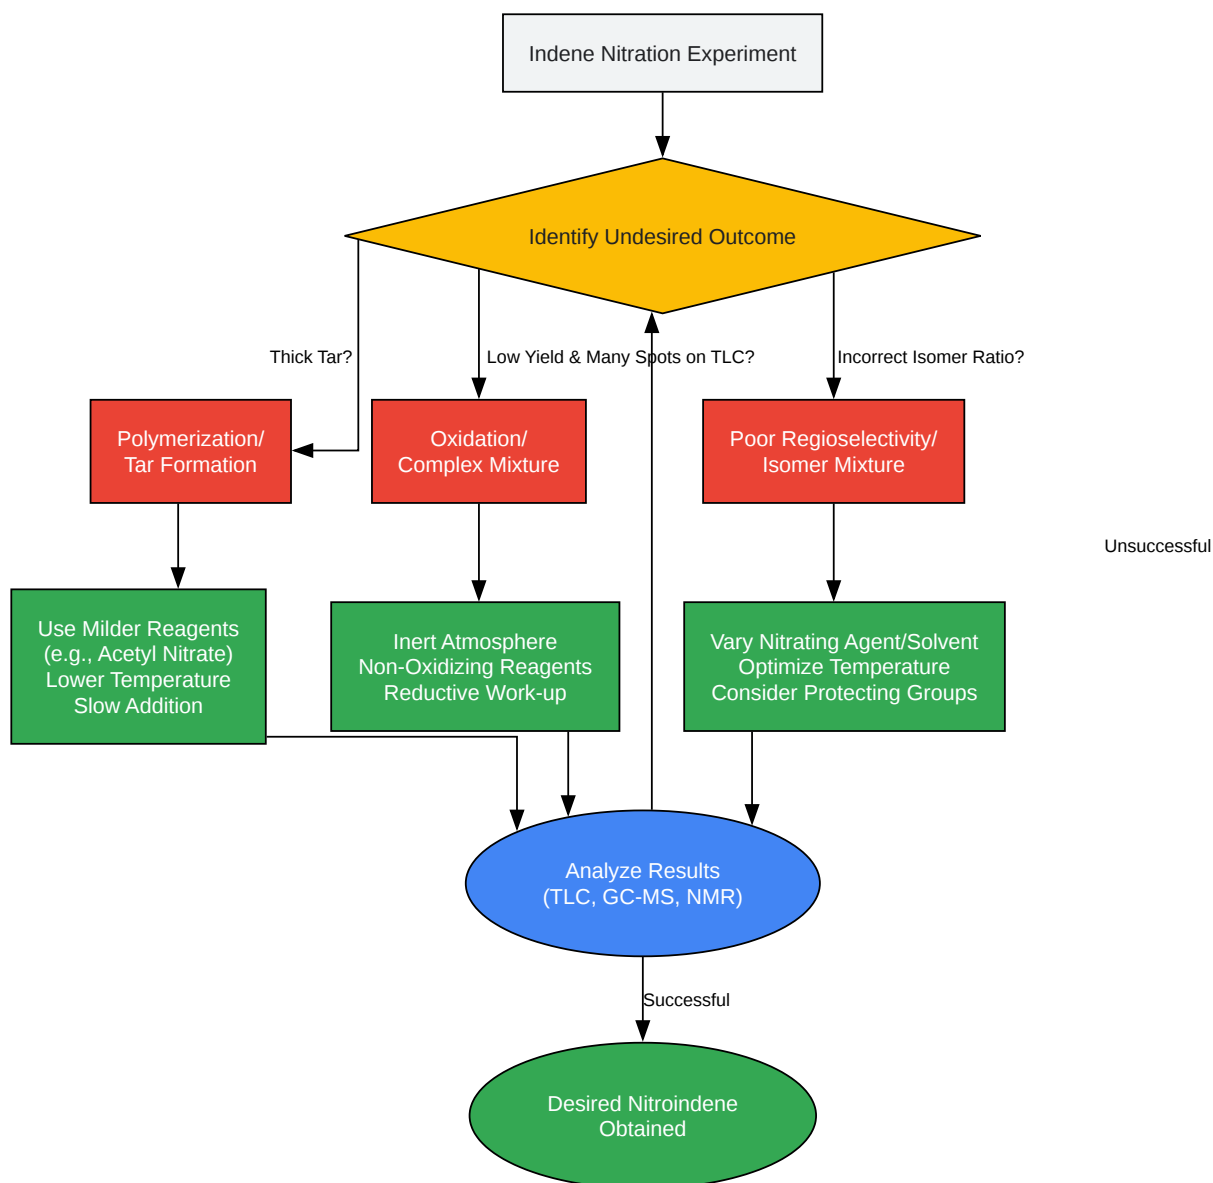 Indene Nitration Experiment
Identify Undesired Outcome
Thick Tar?
Low Yield & Many Spots on TLC?
Incorrect Isomer Ratio?
Polymerization/
Tar Formation
Oxidation/
Complex Mixture
Poor Regioselectivity/
Isomer Mixture
Unsuccessful
Use Milder Reagents
(e.g., Acetyl Nitrate)
Lower Temperature
Slow Addition
Inert Atmosphere
Non-Oxidizing Reagents
Reductive Work-up
Vary Nitrating Agent/Solvent
Optimize Temperature
Consider Protecting Groups
Analyze Results
(TLC, GC-MS, NMR)
Successful
Desired Nitroindene
Obtained